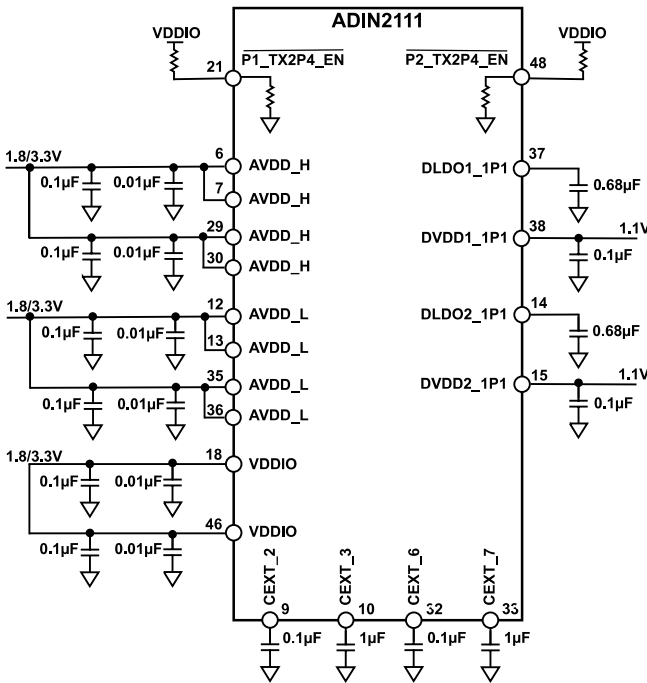 ADIN2111
VDDIO
VDDIO
21
P1_TX2P4_EN
P2_TX2P4_EN
48
1.8/3.3V
6
AVDD_H
DLDO1_1P1
37
0.1µF
0.01µF
7
AVDD_H
0.68µF
29
AVDD_H
DVDD1_1P1
38
1.1V
0.1µF
0.01µF
30
AVDD_H
0.1µF
1.8/3.3V
12
AVDD_L
DLDO2_1P1
14
0.1µF
0.01µF
13
AVDD_L
0.68µF
35
AVDD_L
DVDD2_1P1
15
1.1V
0.1µF
0.01µF
36
AVDD_L
0.1µF
1.8/3.3V
18
VDDIO
0.1µF
0.01µF
46
VDDIO
0.1µF
0.01µF
CEXT_2
CEXT_3
CEXT_6
CEXT_7
9
10
32
33
0.1µF
1µF
0.1µF
1µF